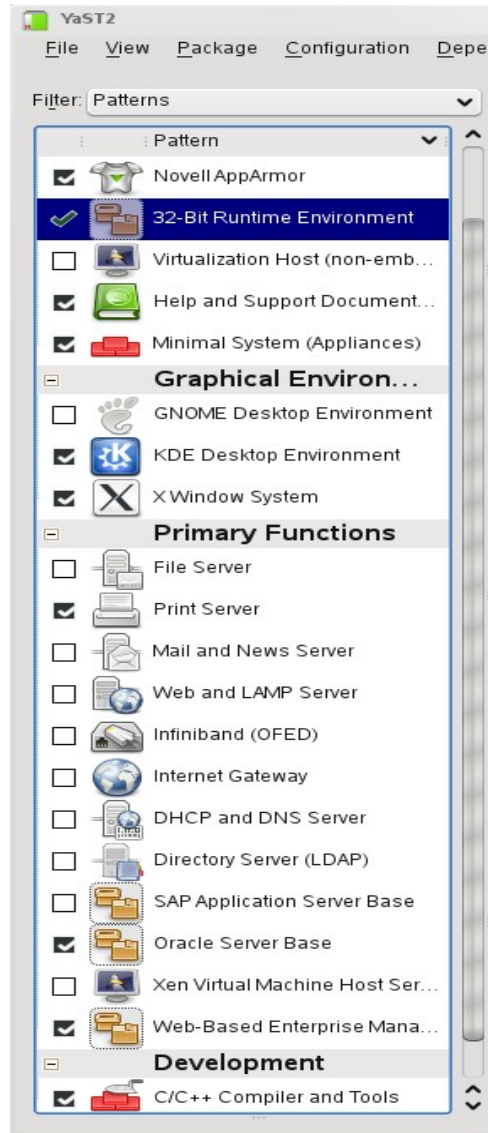 YaST2
File View Package Configuration Depe
Filter: Patterns
Pattern
Novell AppArmor
32-Bit Runtime Environment
Virtualization Host (non-emb...
Help and Support Document...
Minimal System (Appliances)
Graphical Environ...
GNOME Desktop Environment
KDE Desktop Environment
X Window System
Primary Functions
File Server
Print Server
Mail and News Server
Web and LAMP Server
Infiniband (OFED)
Internet Gateway
DHCP and DNS Server
Directory Server (LDAP)
SAP Application Server Base
Oracle Server Base
Xen Virtual Machine Host Ser...
Web-Based Enterprise Mana...
Development
C/C++ Compiler and Tools